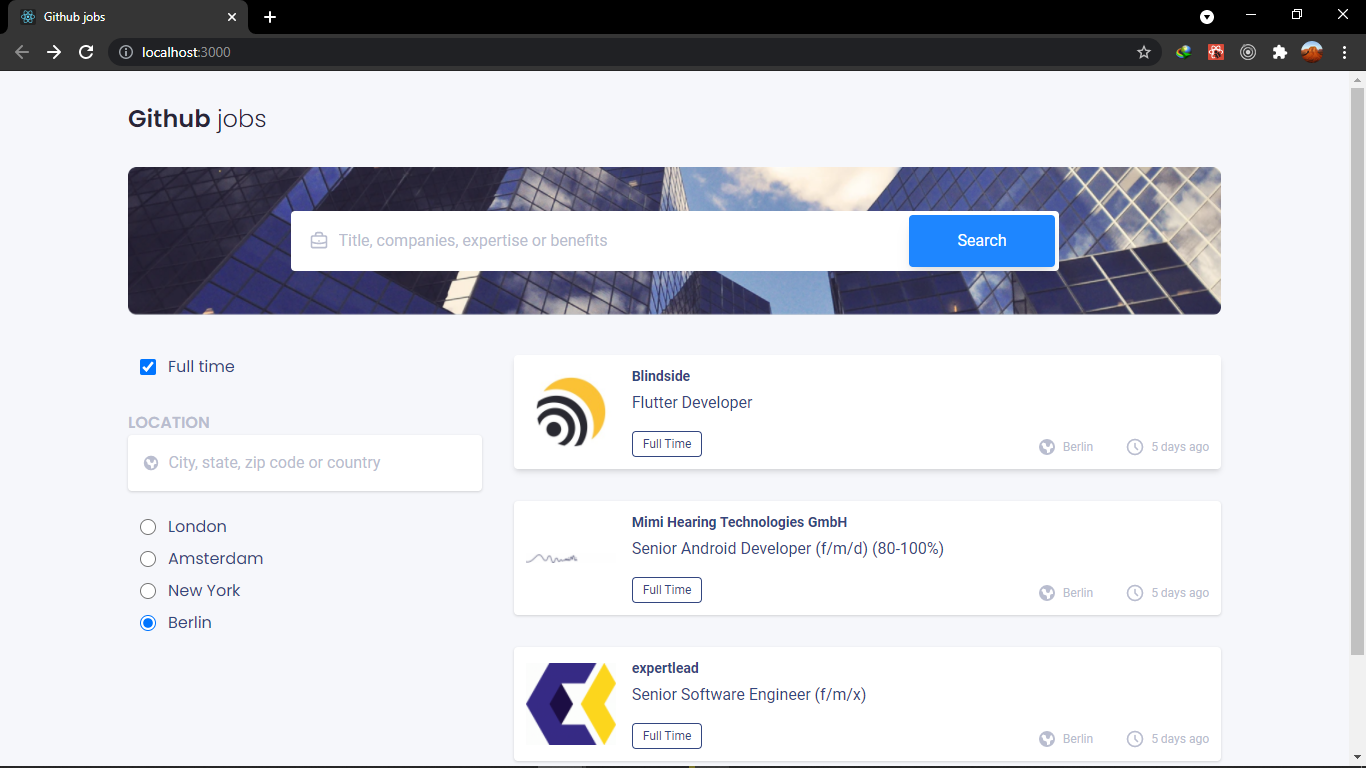 Github jobs
localhost:3000
Github jobs
Title, companies, expertise or benefits
Search
Full time
LOCATION
City, state, zip code or country
London
Amsterdam
New York
Berlin
Blindside
Flutter Developer
Full Time
Berlin
5 days ago
Mimi Hearing Technologies GmbH
Senior Android Developer (f/m/d) (80-100%)
Full Time
Berlin
5 days ago
expertlead
Senior Software Engineer (f/m/x)
Full Time
Berlin
5 days ago